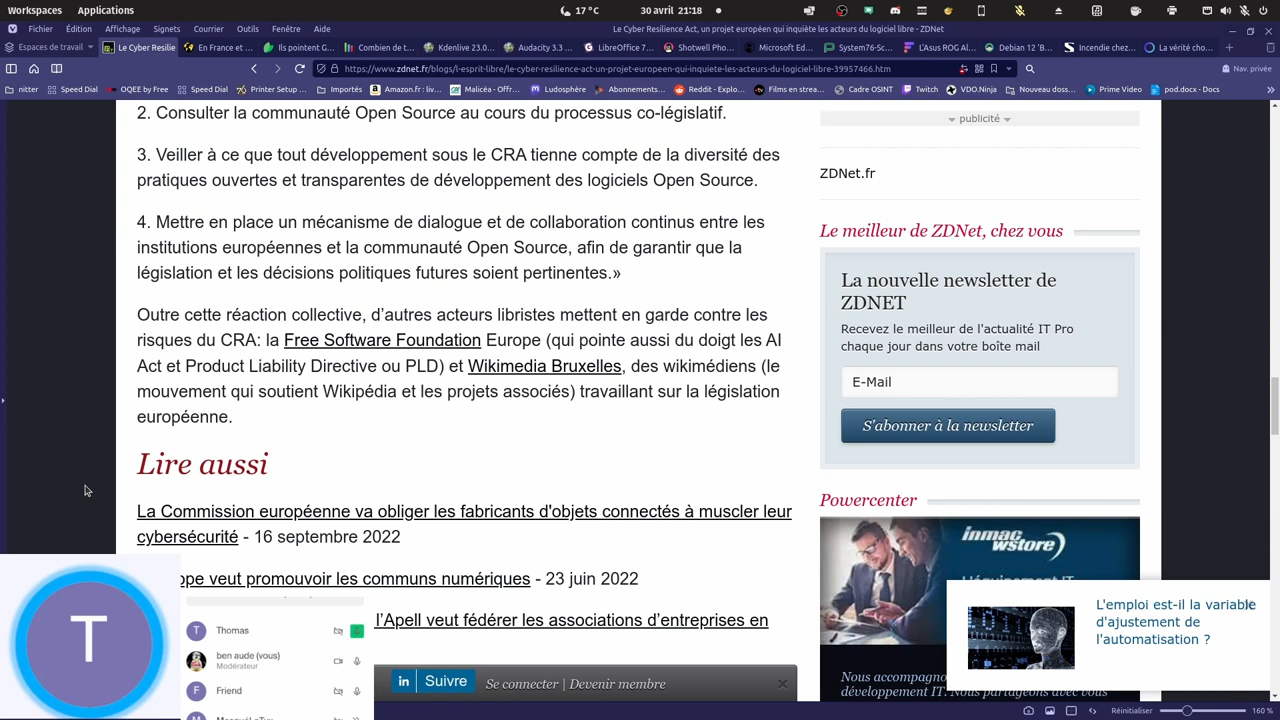 Espaces de travail
Applications
17 °C
30 avril 21:18
Fichier Édition Affichage Signets Courrier Outils Fenêtre Aide
Le Cyber Resilience Act, un projet européen qui inquiète les acteurs du logiciel libre - ZDNet - Vivaldi
Espaces de travail
Le Cyber Resilie
En France et
Ils pointent G
Combien de t
Kdenlive 23.0
Audacity 3.3
LibreOffice 7
Shotwell Pho
Microsoft Ed
System76-Sc
L'Asus ROG Al
Debian 12 'B
Incendie chez
La vérité cho
https://www.zdnet.fr/blogs/l-esprit-libre/le-cyber-resilience-act-un-projet-europeen-qui-inquiete-les-acteurs-du-logiciel-libre-39957466.htm
Nav. privée
nitter
Speed Dial
OQEE by Free
Speed Dial
Printer Setup ...
Importés
Amazon.fr : liv...
Malicéa - Offr...
Ludosphère
Abonnements...
Reddit - Explo...
Films en strea...
Cadre OSINT
Twitch
VDO.Ninja
Nouveau doss...
Prime Video
pod.docx - Docs
2. Consulter la communauté Open Source au cours du processus co-législatif.
3. Veiller à ce que tout développement sous le CRA tienne compte de la diversité des
pratiques ouvertes et transparentes de développement des logiciels Open Source.
4. Mettre en place un mécanisme de dialogue et de collaboration continus entre les
institutions européennes et la communauté Open Source, afin de garantir que la
législation et les décisions politiques futures soient pertinentes.»
Outre cette réaction collective, d'autres acteurs libristes mettent en garde contre les
risques du CRA: la Free Software Foundation Europe (qui pointe aussi du doigt les AI
Act et Product Liability Directive ou PLD) et Wikimedia Bruxelles, des wikimédiens (le
mouvement qui soutient Wikipédia et les projets associés) travaillant sur la législation
européenne.
Lire aussi
La Commission européenne va obliger les fabricants d'objets connectés à muscler leur
cybersécurité - 16 septembre 2022
ope veut promouvoir les communs numériques - 23 juin 2022
l'Apell veut fédérer les associations d'entreprises en
publicité
ZDNet.fr
Le meilleur de ZDNet, chez vous
La nouvelle newsletter de
ZDNET
Recevez le meilleur de l'actualité IT Pro
chaque jour dans votre boîte mail
E-Mail
S'abonner à la newsletter
Powercenter
inmac
wstore
L'emploi est-il la variable
d'ajustement de
l'automatisation ?
Nous accompagno
développement IT. Nous partageons avec vous
T
T Thomas
ben aude (vous)
Modérateur
F Friend
in Suivre
Se connecter | Devenir membre
Réinitialiser
160 %